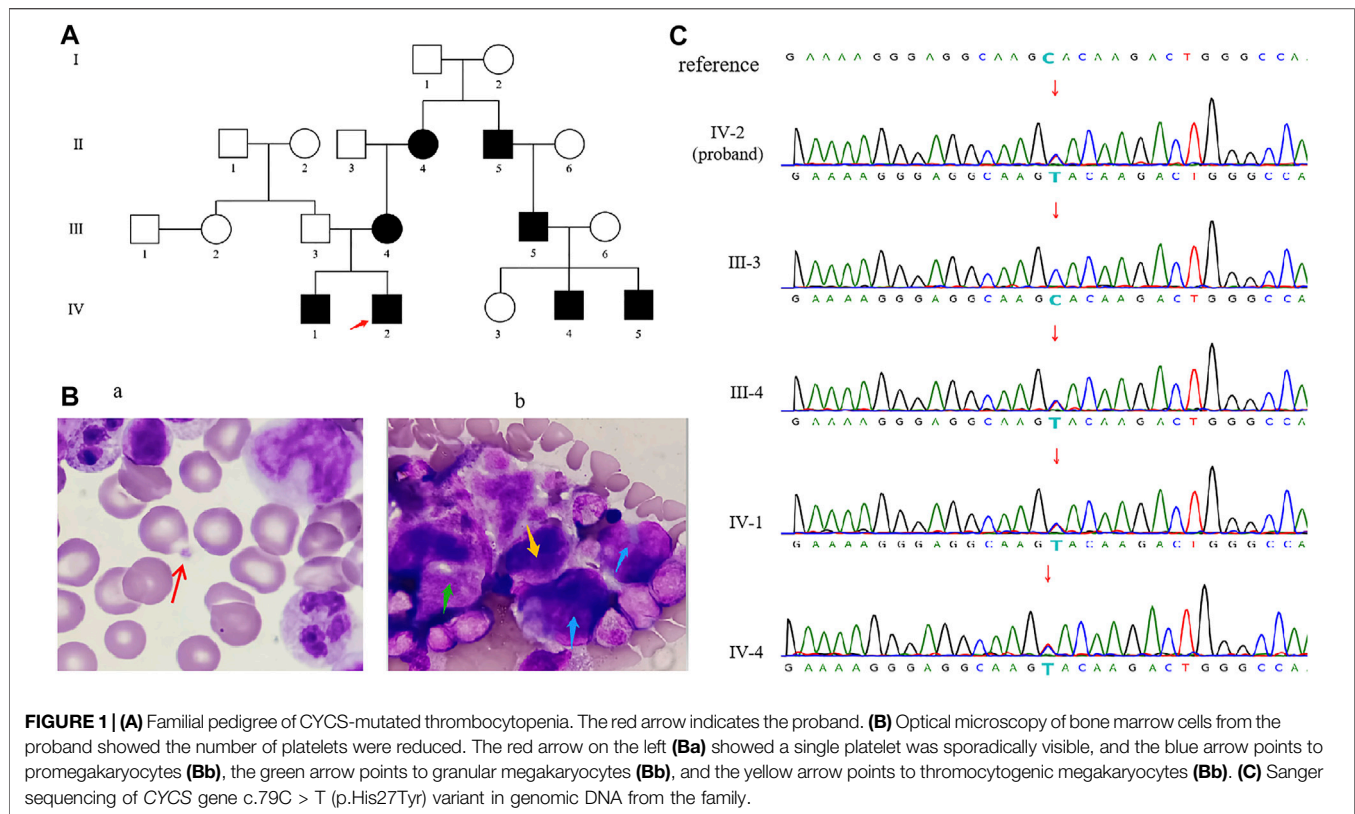 A
I
1 2
II
1 2 3 4 5 6
III
1 2 3 4 5 6
IV
1 2 3 4 5
B a b
C
reference G A A A A G G G A G G C A A G C A C A A G A C T G G G C C A
IV-2
(proband)
G A A A A G G G A G G C A A G T A C A A G A C T G G G C C A
III-3
G A A A A G G G A G G C A A G C A C A A G A C T G G G C C A
III-4
G A A A A G G G A G G C A A G T A C A A G A C T G G G C C A
IV-1
G A A A A G G G A G G C A A G T A C A A G A C T G G G C C A
IV-4
G A A A A G G G A G G C A A G T A C A A G A C T G G G C C A
FIGURE 1 | (A) Familial pedigree of CYCS-mutated thrombocytopenia. The red arrow indicates the proband. (B) Optical microscopy of bone marrow cells from the
proband showed the number of platelets were reduced. The red arrow on the left (Ba) showed a single platelet was sporadically visible, and the blue arrow points to
promegakaryocytes (Bb), the green arrow points to granular megakaryocytes (Bb), and the yellow arrow points to thromocytogenic megakaryocytes (Bb). (C) Sanger
sequencing of CYCS gene c.79C > T (p.His27Tyr) variant in genomic DNA from the family.